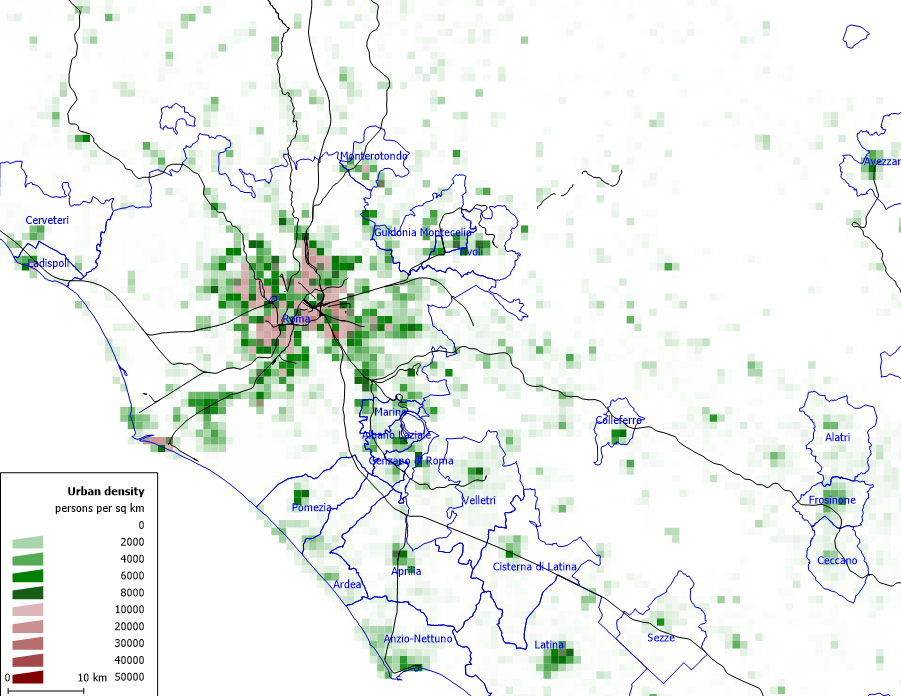 Monterotondo
Avezzan
Cerveteri
Guidonia Montecelio
Tivoli
Ladispoli
Roma
Marino
Colleferro
Albano Laziale
Alatri
Genzano di Roma
Velletri
Frosinone
Pomezia
Ceccano
Cisterna di Latina
Aprilia
Ardea
Anzio-Nettuno
Latina
Sezze
Urban density
persons per sq km
0
2000
4000
6000
8000
10000
20000
30000
40000
50000
0 10 km